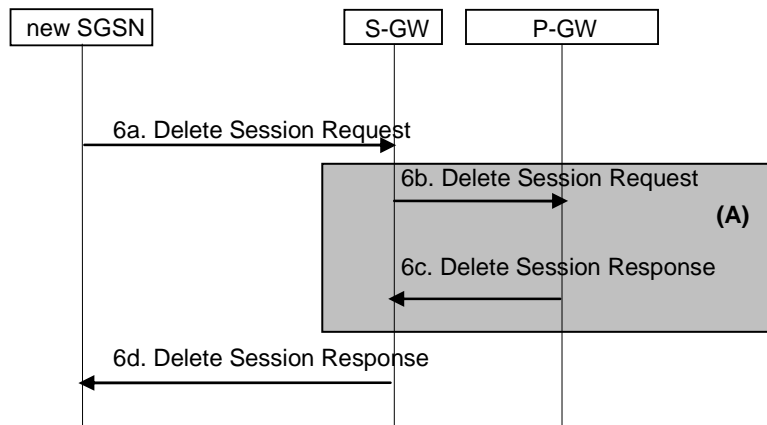 new SGSN
S-GW
P-GW
6a. Delete Session Request
6b. Delete Session Request
(A)
6c. Delete Session Response
6d. Delete Session Response